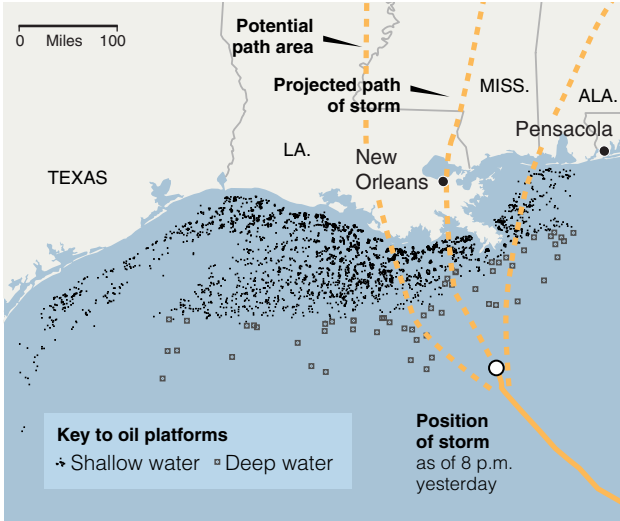 0 Miles 100
Potential
path area
Projected path
of storm
MISS.
ALA.
Pensacola
LA.
New
Orleans
TEXAS
Key to oil platforms
Shallow water Deep water
Position
of storm
as of 8 p.m.
yesterday